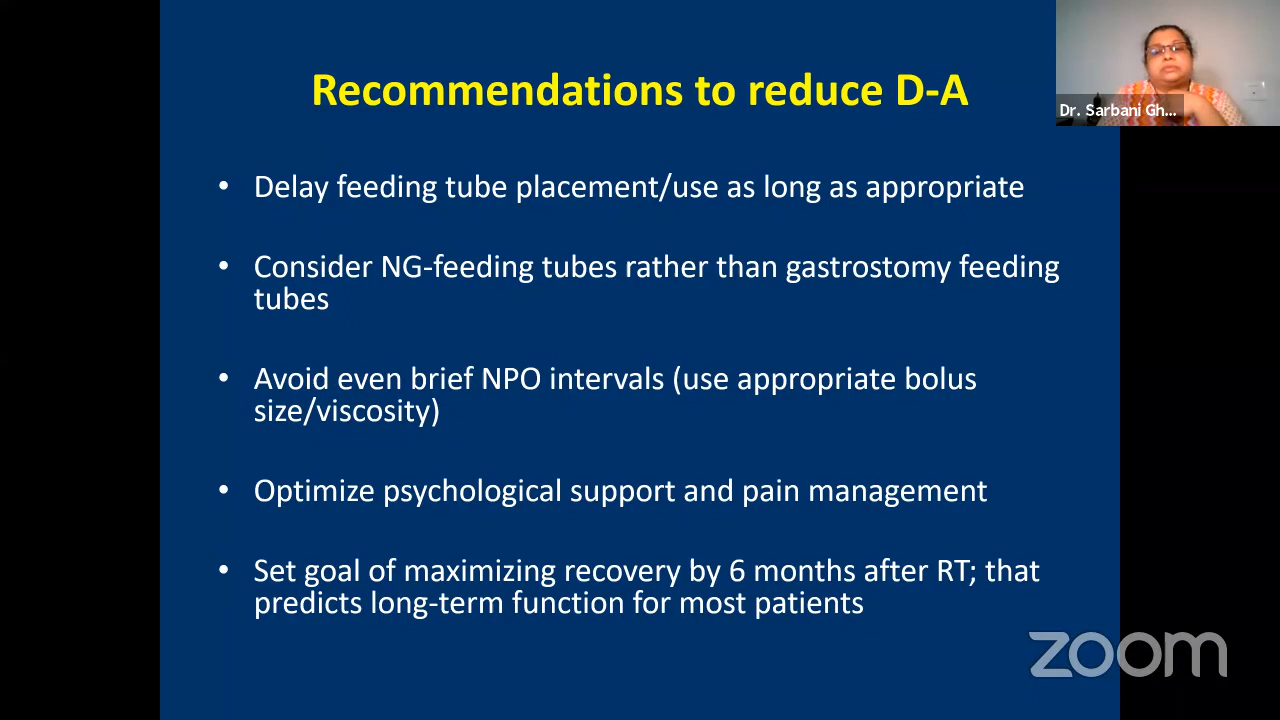 Recommendations to reduce D-A
Dr. Sarbani Gh...
• Delay feeding tube placement/use as long as appropriate
• Consider NG-feeding tubes rather than gastrostomy feeding
tubes
• Avoid even brief NPO intervals (use appropriate bolus
size/viscosity)
• Optimize psychological support and pain management
• Set goal of maximizing recovery by 6 months after RT; that
predicts long-term function for most patients
zoom